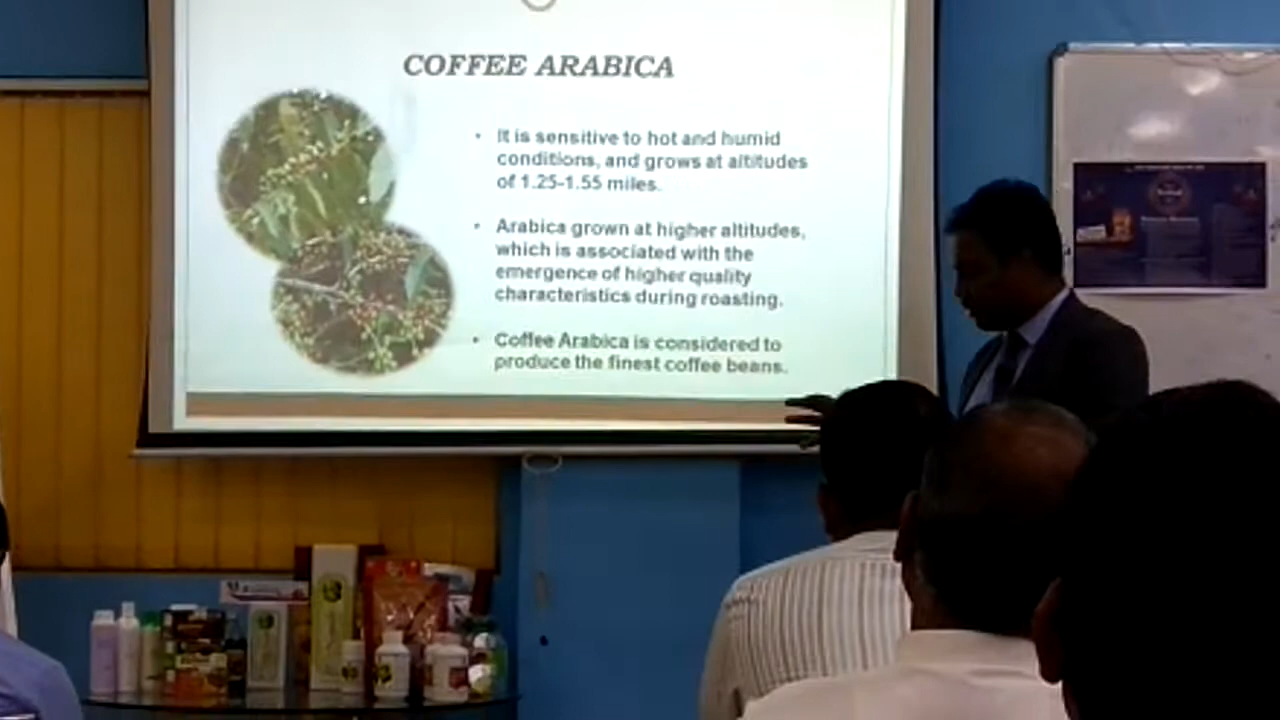 COFFEE ARABICA
• It is sensitive to hot and humid
conditions, and grows at altitudes
of 1.25-1.55 miles.
• Arabica grown at higher altitudes,
which is associated with the
emergence of higher quality
characteristics during roasting.
• Coffee Arabica is considered to
produce the finest coffee beans.